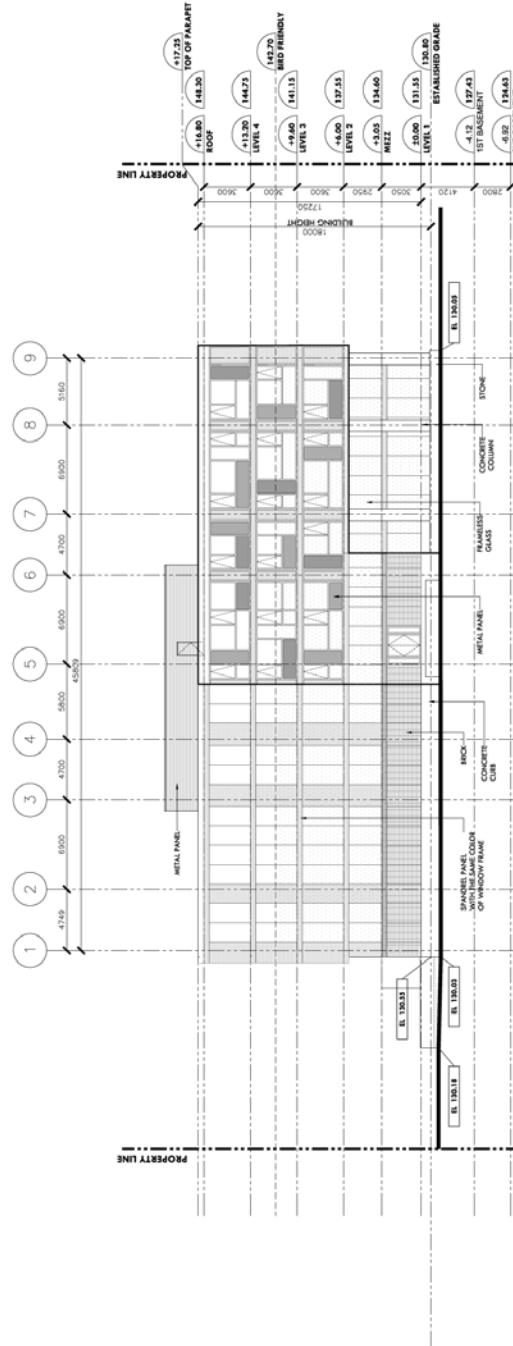 +17.25
TOP OF PARAPET
+16.80
148.30
ROOF
+13.20
144.75
LEVEL 4
142.70
BIRD FRIENDLY
+9.60
141.15
LEVEL 3
+6.00
137.55
LEVEL 2
+3.05
134.60
MEZZ
±0.00
131.55
LEVEL 1
130.80
ESTABLISHED GRADE
-4.12
127.43
1ST BASEMENT
-6.92
124.63
PROPERTY LINE
3600
3600
3600
2950
3050
4120
2800
17250
BUILDING HEIGHT
18000
1
2
3
4
5
6
7
8
9
4749
6900
4700
5800
6900
4700
6900
5160
45809
METAL PANEL
EL 130.05
STONE
CONCRETE
COLUMN
FRAMELESS
GLASS
METAL PANEL
BRICK
CONCRETE
CURB
SPANDREL PANEL
WITH THE SAME COLOR
OF WINDOW FRAME
EL 130.55
EL 130.03
EL 130.18
PROPERTY LINE